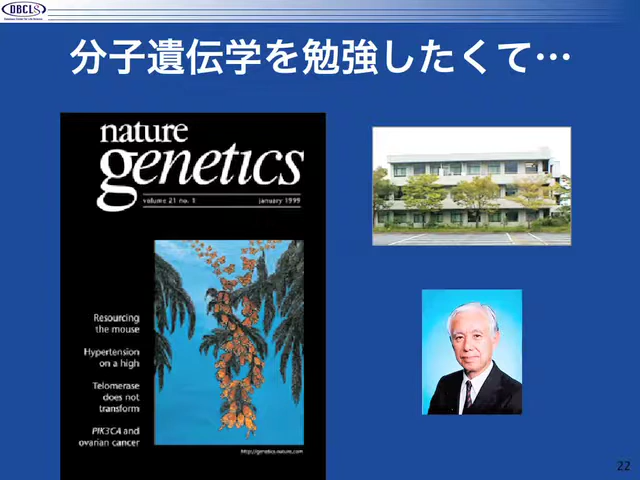 DBCLS
分子遺伝学を勉強したくて…
nature
genetics
volume 21 no. 1 january 1999
Resourcing
the mouse
Hypertension
on a high
Telomerase
does not
transform
PIK3CA and
ovarian cancer
http://genetics.nature.com
22